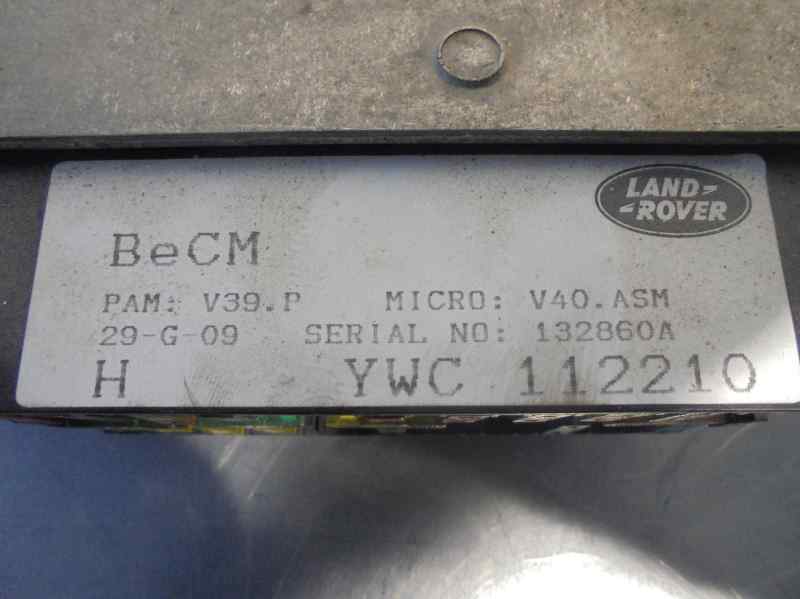 LAND-
-ROVER
BeCM
PAM: V39.P MICRO: V40.ASM
29-G-09 SERIAL NO: 132860A
H YWC 112210